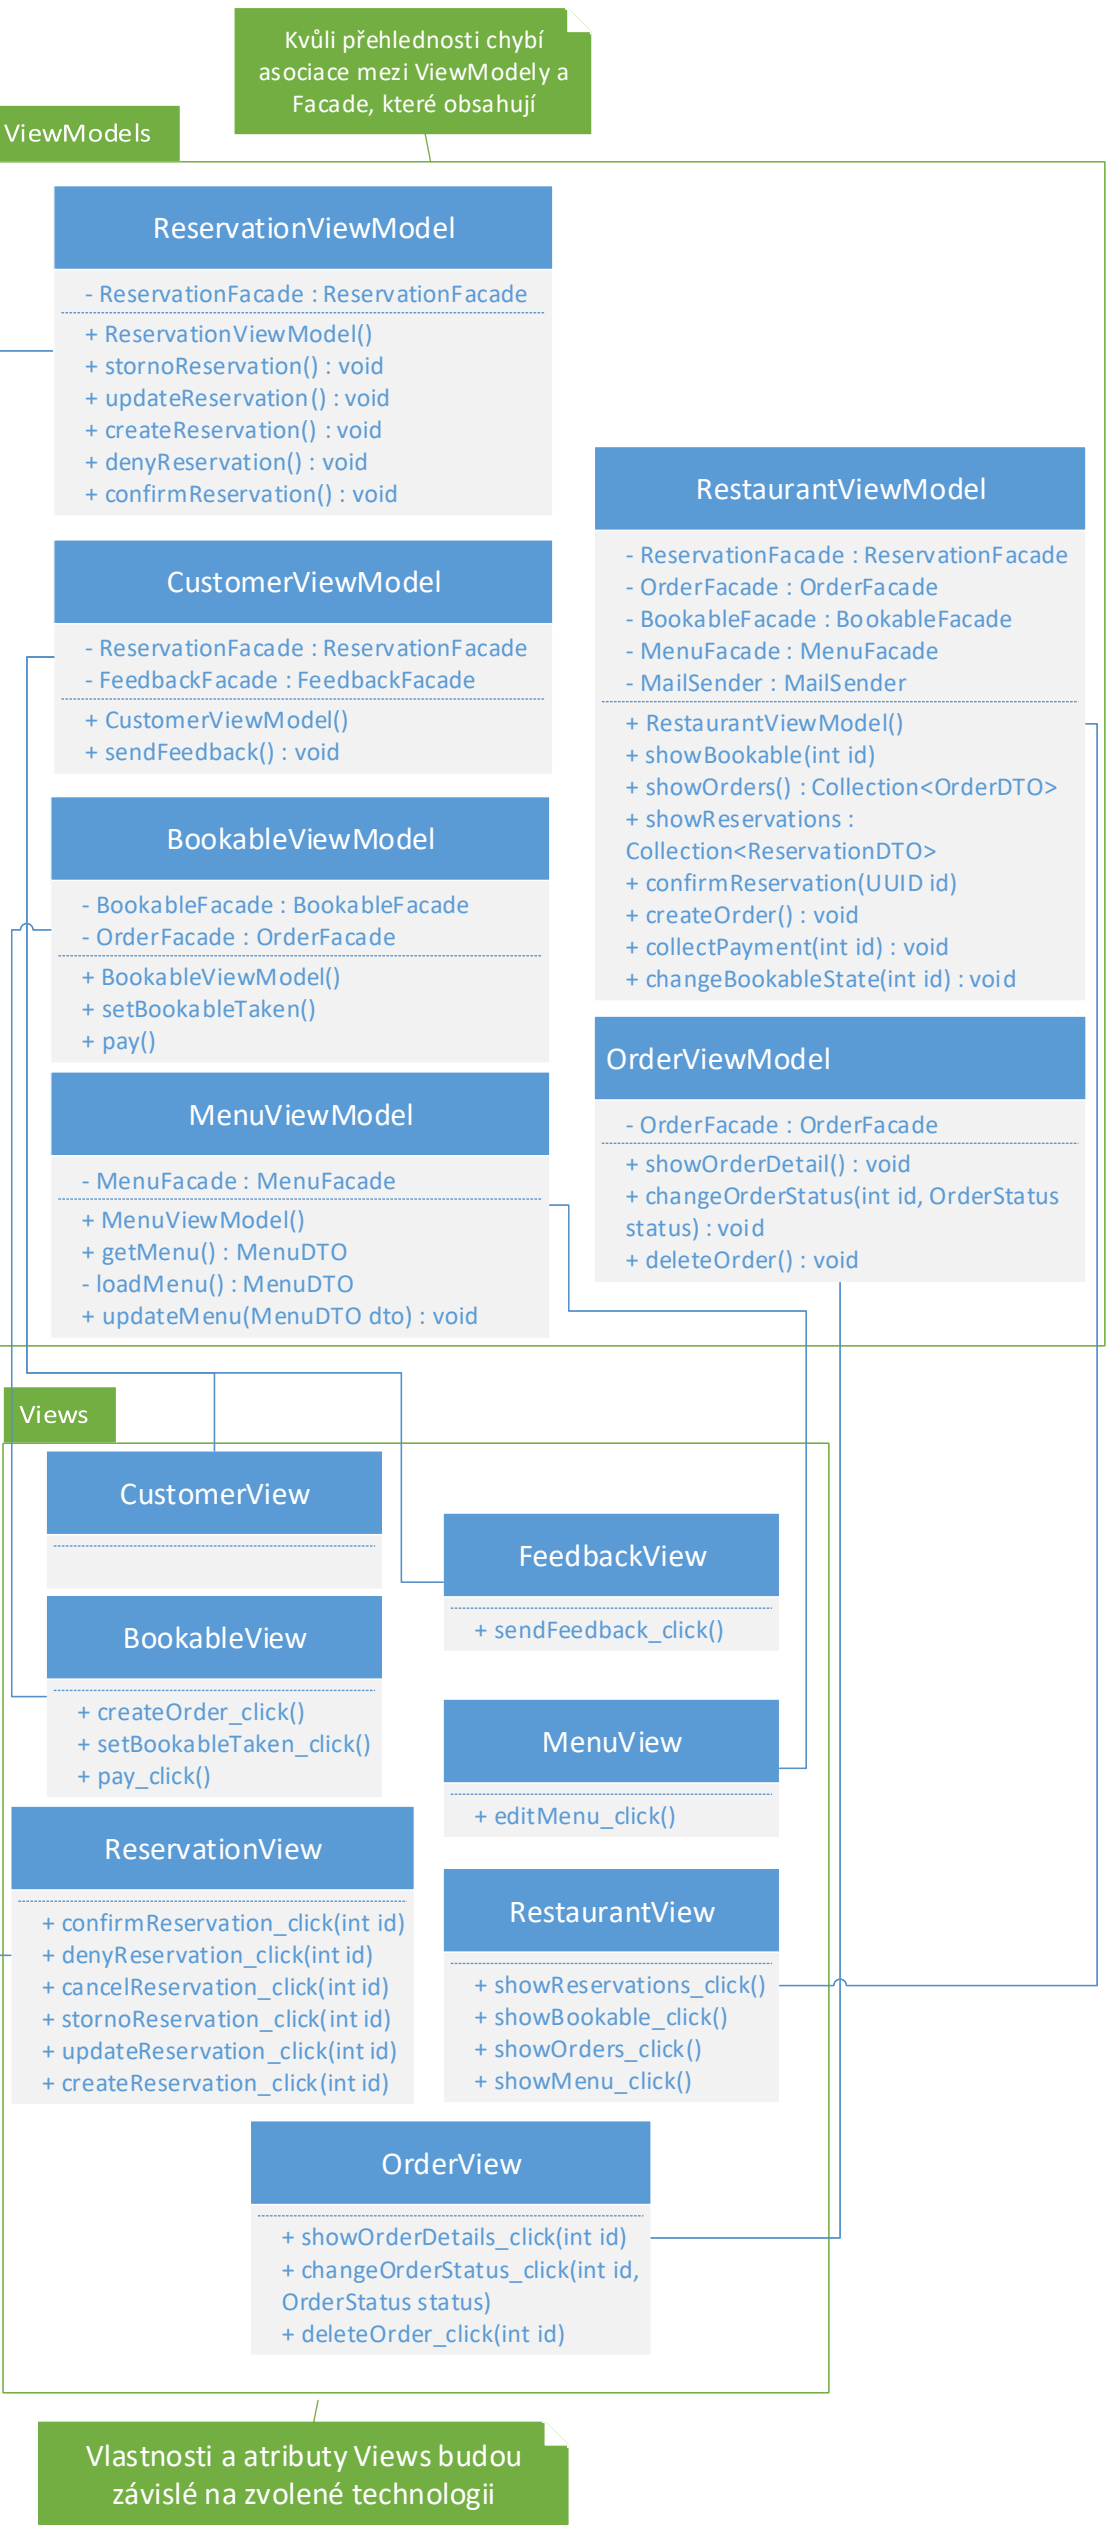 Kvůli přehlednosti chybí
asociace mezi ViewModely a
Facade, které obsahují
ViewModels
ReservationViewModel
- ReservationFacade : ReservationFacade
+ ReservationViewModel()
+ stornoReservation() : void
+ updateReservation() : void
+ createReservation() : void
+ denyReservation() : void
+ confirmReservation() : void
CustomerViewModel
- ReservationFacade : ReservationFacade
- FeedbackFacade : FeedbackFacade
+ CustomerViewModel()
+ sendFeedback() : void
BookableViewModel
- BookableFacade : BookableFacade
- OrderFacade : OrderFacade
+ BookableViewModel()
+ setBookableTaken()
+ pay()
MenuViewModel
- MenuFacade : MenuFacade
+ MenuViewModel()
+ getMenu() : MenuDTO
- loadMenu() : MenuDTO
+ updateMenu(MenuDTO dto) : void
RestaurantViewModel
- ReservationFacade : ReservationFacade
- OrderFacade : OrderFacade
- BookableFacade : BookableFacade
- MenuFacade : MenuFacade
- MailSender : MailSender
+ RestaurantViewModel()
+ showBookable(int id)
+ showOrders() : Collection<OrderDTO>
+ showReservations :
Collection<ReservationDTO>
+ confirmReservation(UUID id)
+ createOrder() : void
+ collectPayment(int id) : void
+ changeBookableState(int id) : void
OrderViewModel
- OrderFacade : OrderFacade
+ showOrderDetail() : void
+ changeOrderStatus(int id, OrderStatus
status) : void
+ deleteOrder() : void
Views
CustomerView
BookableView
+ createOrder_click()
+ setBookableTaken_click()
+ pay_click()
ReservationView
+ confirmReservation_click(int id)
+ denyReservation_click(int id)
+ cancelReservation_click(int id)
+ stornoReservation_click(int id)
+ updateReservation_click(int id)
+ createReservation_click(int id)
FeedbackView
+ sendFeedback_click()
MenuView
+ editMenu_click()
RestaurantView
+ showReservations_click()
+ showBookable_click()
+ showOrders_click()
+ showMenu_click()
OrderView
+ showOrderDetails_click(int id)
+ changeOrderStatus_click(int id,
OrderStatus status)
+ deleteOrder_click(int id)
Vlastnosti a atributy Views budou
závislé na zvolené technologii